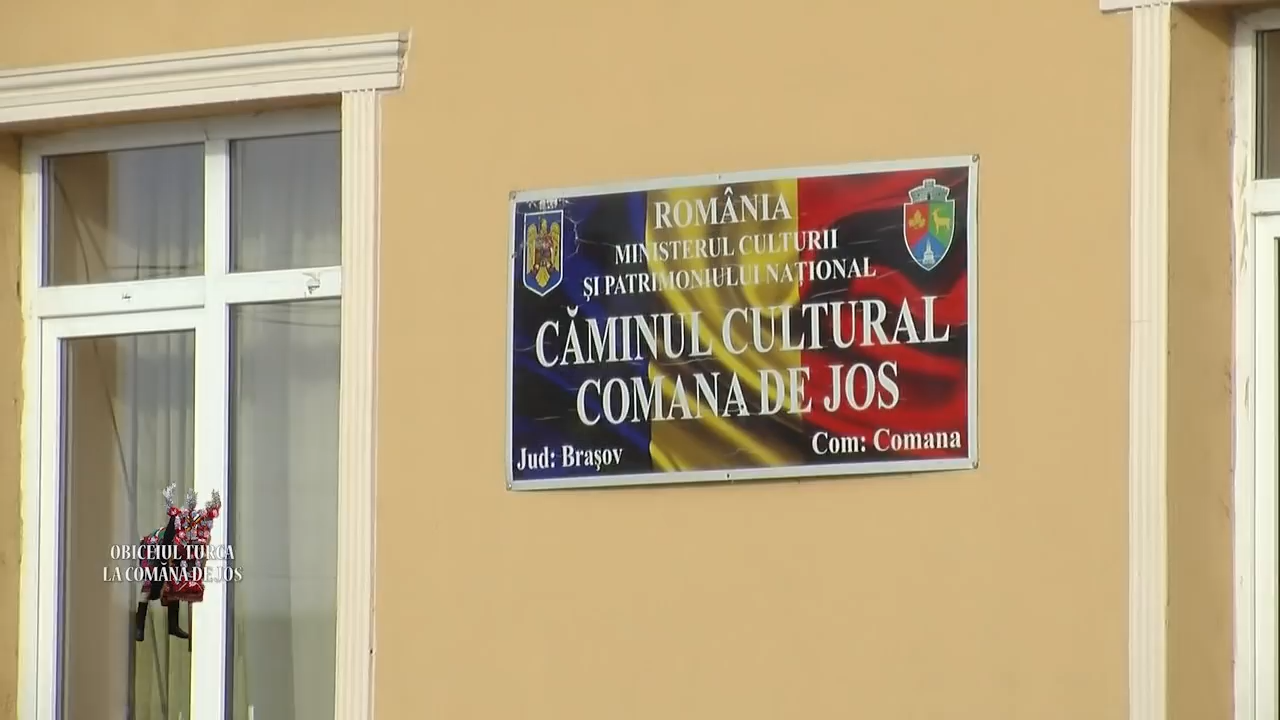 ROMÂNIA
MINISTERUL CULTURII
ŞI PATRIMONIULUI NAŢIONAL
CĂMINUL CULTURAL
COMANA DE JOS
Jud: Braşov
Com: Comana
OBICEIUL TURCA
LA COMĂNA DE JOS